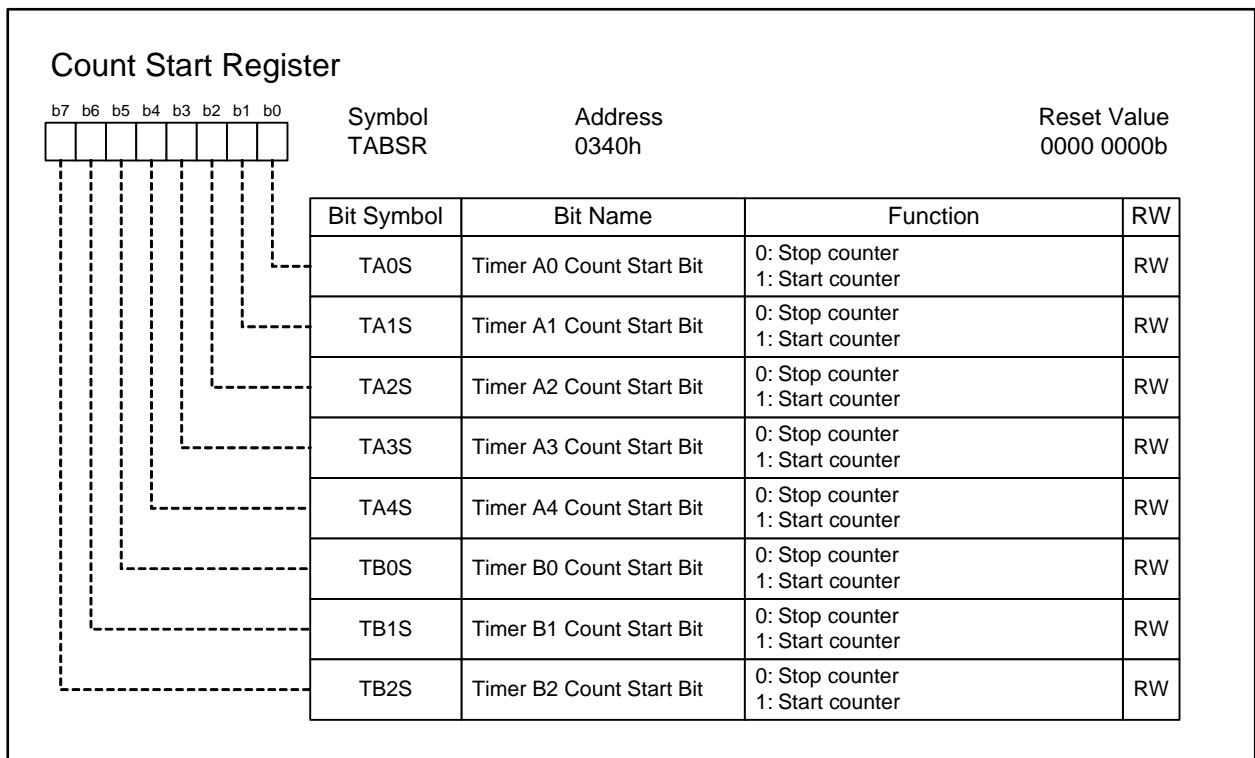 Count Start Register
b7 b6 b5 b4 b3 b2 b1 b0
Symbol Address Reset Value
TABSR 0340h 0000 0000b
Bit Symbol Bit Name Function RW
TA0S Timer A0 Count Start Bit 0: Stop counter
1: Start counter RW
TA1S Timer A1 Count Start Bit 0: Stop counter
1: Start counter RW
TA2S Timer A2 Count Start Bit 0: Stop counter
1: Start counter RW
TA3S Timer A3 Count Start Bit 0: Stop counter
1: Start counter RW
TA4S Timer A4 Count Start Bit 0: Stop counter
1: Start counter RW
TB0S Timer B0 Count Start Bit 0: Stop counter
1: Start counter RW
TB1S Timer B1 Count Start Bit 0: Stop counter
1: Start counter RW
TB2S Timer B2 Count Start Bit 0: Stop counter
1: Start counter RW